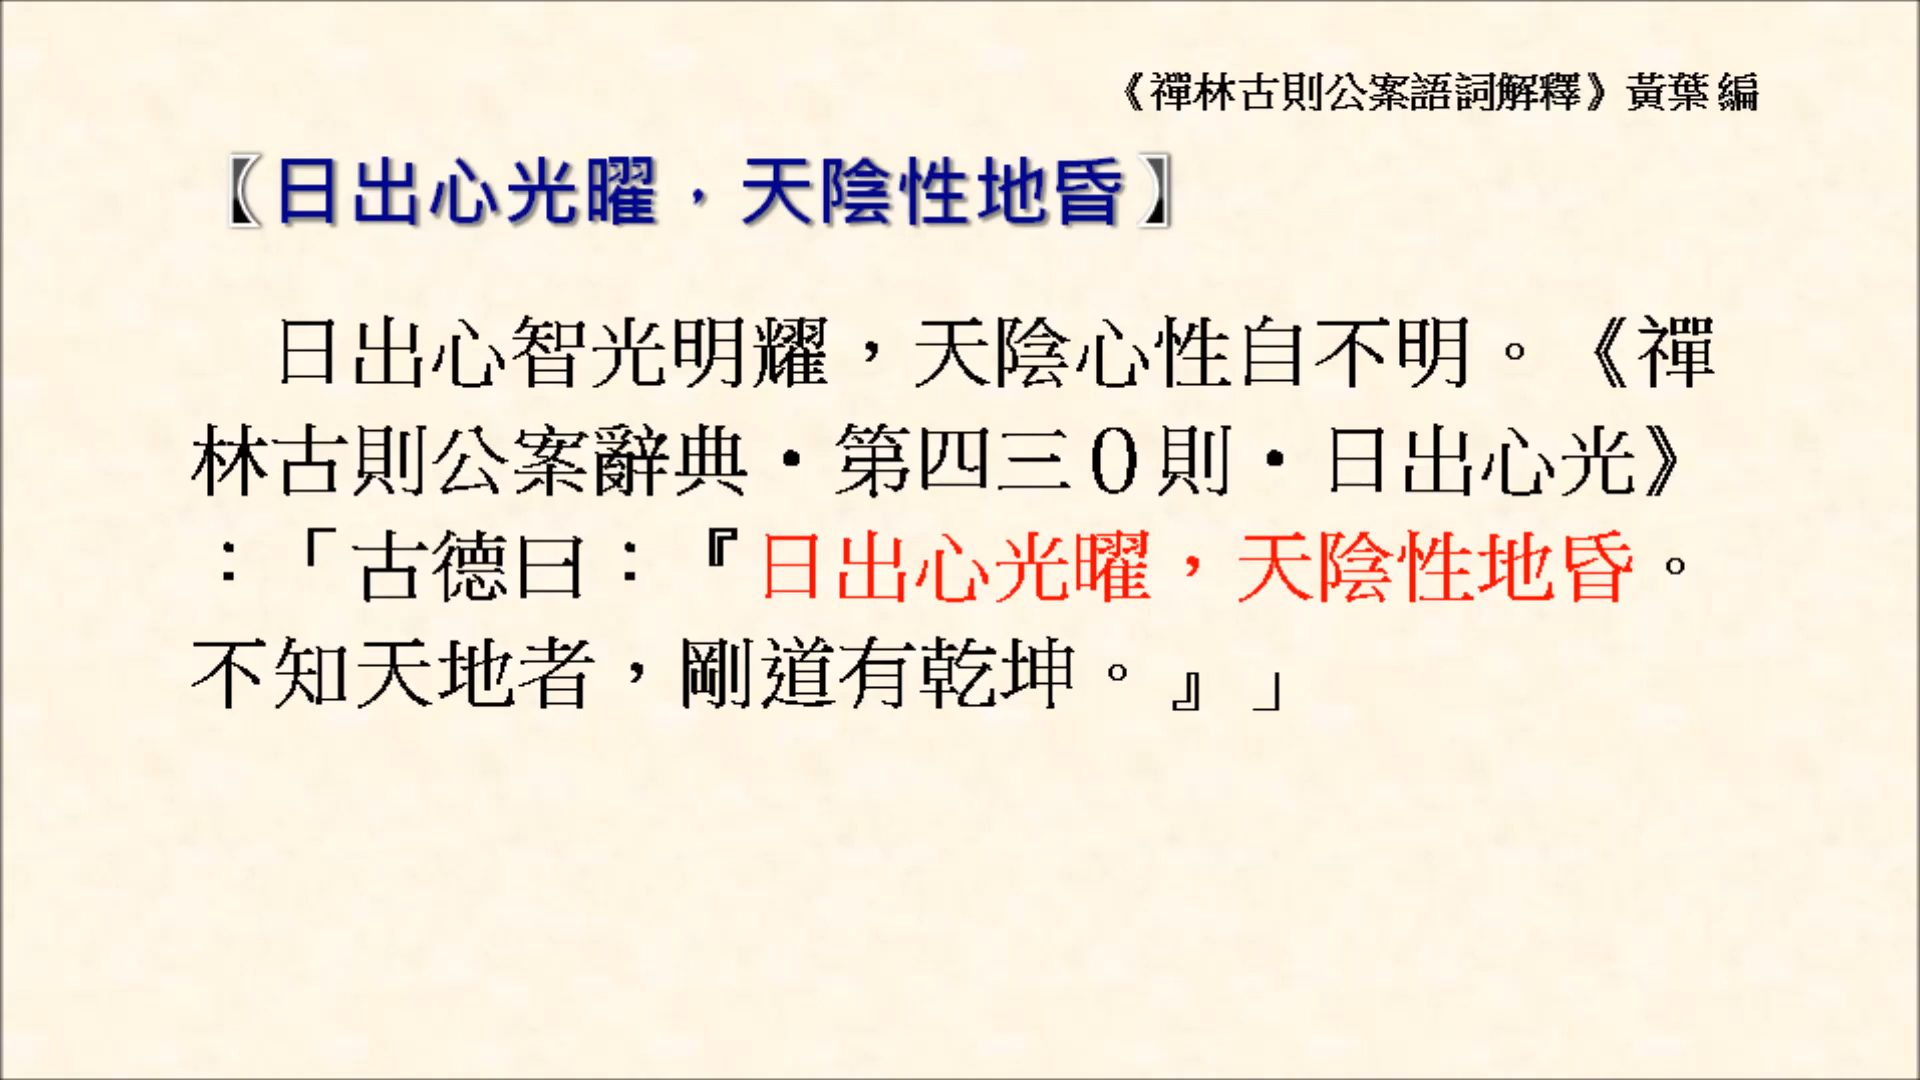 《禪林古則公案語詞解釋》黃葉編
〖日出心光曜，天陰性地昏〗
日出心智光明耀，天陰心性自不明。《禪
林古則公案辭典·第四三０則·日出心光》
：「古德曰：『日出心光曜，天陰性地昏。
不知天地者，剛道有乾坤。』」